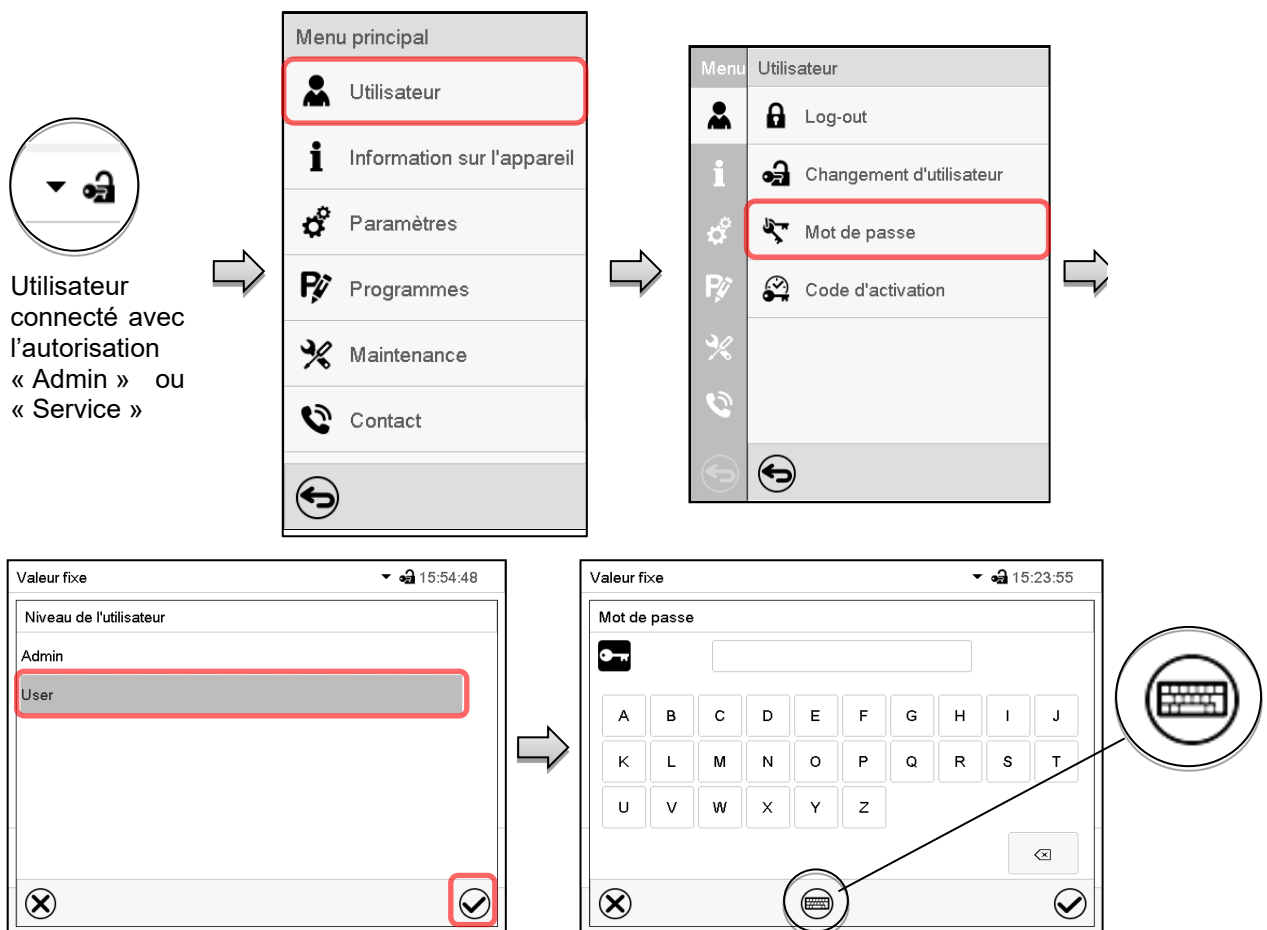 Utilisateur
connecté avec
l’autorisation
« Admin » ou
« Service »
Menu principal
Utilisateur
Information sur l'appareil
Paramètres
Programmes
Maintenance
Contact
Menu
Utilisateur
Log-out
Changement d'utilisateur
Mot de passe
Code d'activation
Valeur fixe 15:54:48
Niveau de l'utilisateur
Admin
User
Valeur fixe 15:23:55
Mot de passe
A B C D E F G H I J
K L M N O P Q R S T
U V W X Y Z